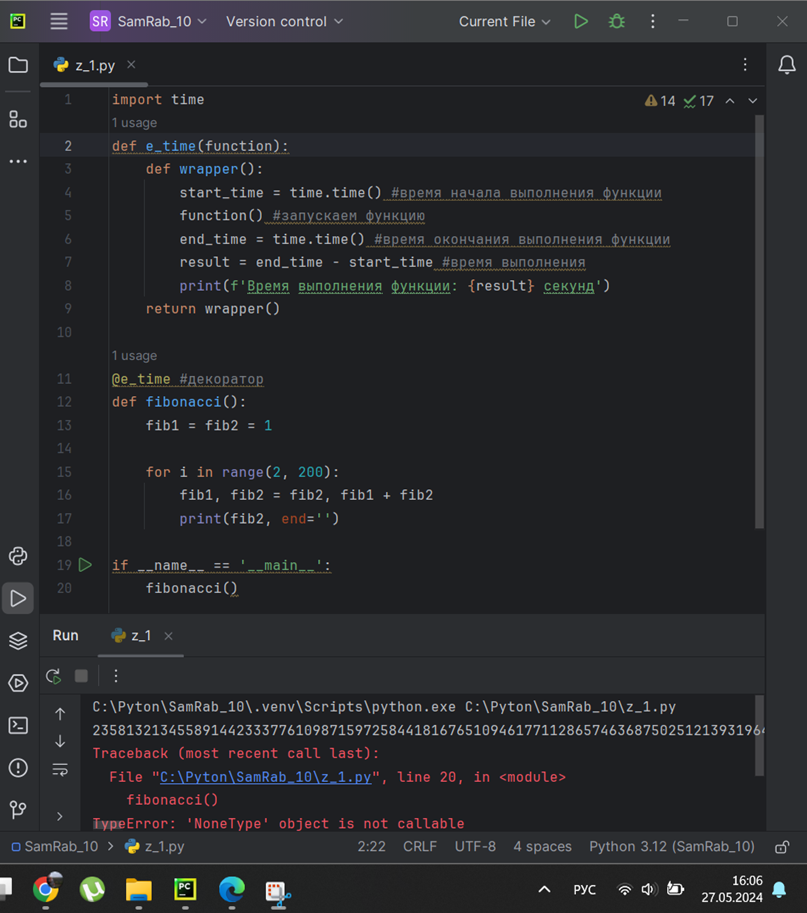 PC SR SamRab_10 Version control Current File
z_1.py
14 17
1 import time
1 usage
2 def e_time(function):
3 def wrapper():
4 start_time = time.time() #время начала выполнения функции
5 function() #запускаем функцию
6 end_time = time.time() #время окончания выполнения функции
7 result = end_time - start_time #время выполнения
8 print(f'Время выполнения функции: {result} секунд')
9 return wrapper()
10
1 usage
11 @e_time #декоратор
12 def fibonacci():
13 fib1 = fib2 = 1
14
15 for i in range(2, 200):
16 fib1, fib2 = fib2, fib1 + fib2
17 print(fib2, end='')
18
19 if __name__ == '__main__':
20 fibonacci()
Run z_1
C:\Pyton\SamRab_10\.venv\Scripts\python.exe C:\Pyton\SamRab_10\z_1.py
Traceback (most recent call last):
File "C:\Pyton\SamRab_10\z_1.py", line 20, in <module>
fibonacci()
TypeError: 'NoneType' object is not callable
SamRab_10 z_1.py 2:22 CRLF UTF-8 4 spaces Python 3.12 (SamRab_10)
PC РУС 16:06
27.05.2024